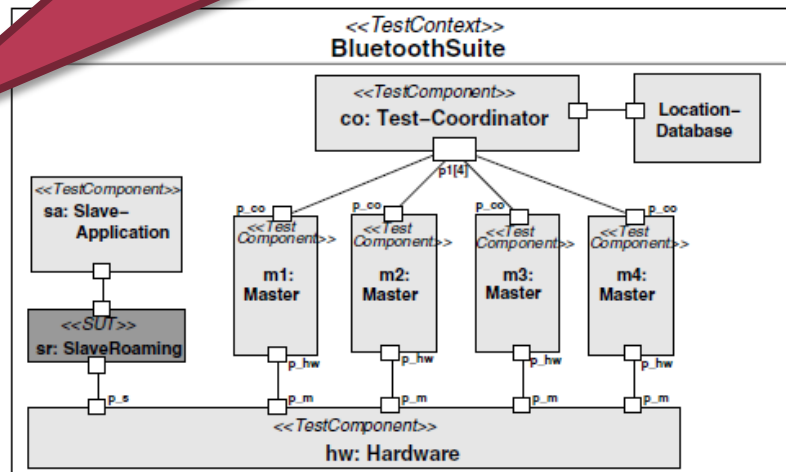 <<TestContext>>
BluetoothSuite
<<TestComponent>>
co: Test-Coordinator
Location-
Database
p1[4]
<<TestComponent>>
sa: Slave-
Application
p_co
<<Test
Component>>
m1:
Master
p_hw
p_co
<<Test
Component>>
m2:
Master
p_hw
p_co
<<Test
Component>>
m3:
Master
p_hw
p_co
<<Test
Component>>
m4:
Master
p_hw
<<SUT>>
sr: SlaveRoaming
p_s
p_m
p_m
p_m
p_m
<<TestComponent>>
hw: Hardware